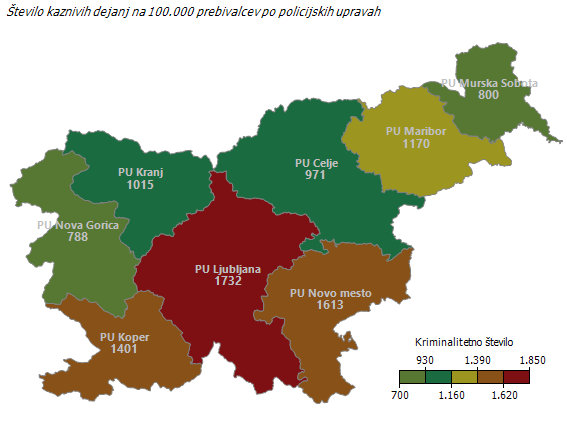 Število kaznivih dejanj na 100.000 prebivalcev po policijskih upravah
PU Murska Sobota
800
PU Maribor
1170
PU Celje
971
PU Kranj
1015
PU Nova Gorica
788
PU Ljubljana
1732
PU Novo mesto
1613
PU Koper
1401
Kriminalitetno število
930 1.390 1.850
700 1.160 1.620